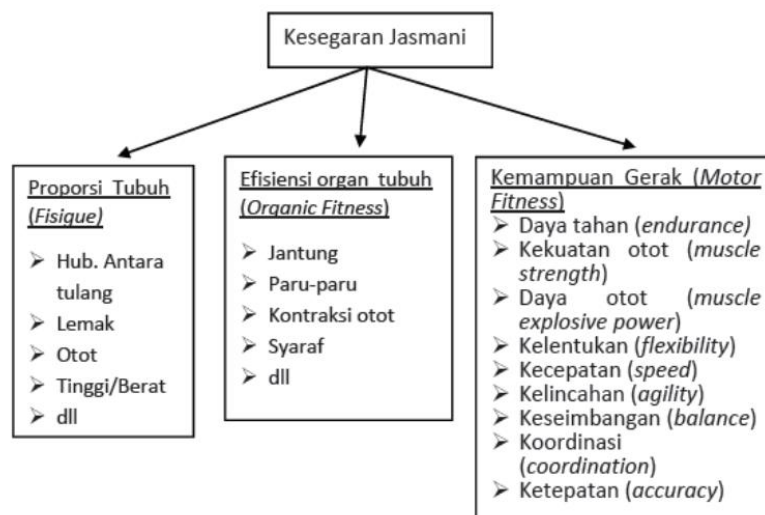 Kesegaran Jasmani
Proporsi Tubuh
(Fisique)
➢ Hub. Antara
tulang
➢ Lemak
➢ Otot
➢ Tinggi/Berat
➢ dll
Efisiensi organ tubuh
(Organic Fitness)
➢ Jantung
➢ Paru-paru
➢ Kontraksi otot
➢ Syaraf
➢ dll
Kemampuan Gerak (Motor
Fitness)
➢ Daya tahan (endurance)
➢ Kekuatan otot (muscle
strength)
➢ Daya otot (muscle
explosive power)
➢ Kelentukan (flexibility)
➢ Kecepatan (speed)
➢ Kelincahan (agility)
➢ Keseimbangan (balance)
➢ Koordinasi
(coordination)
➢ Ketepatan (accuracy)